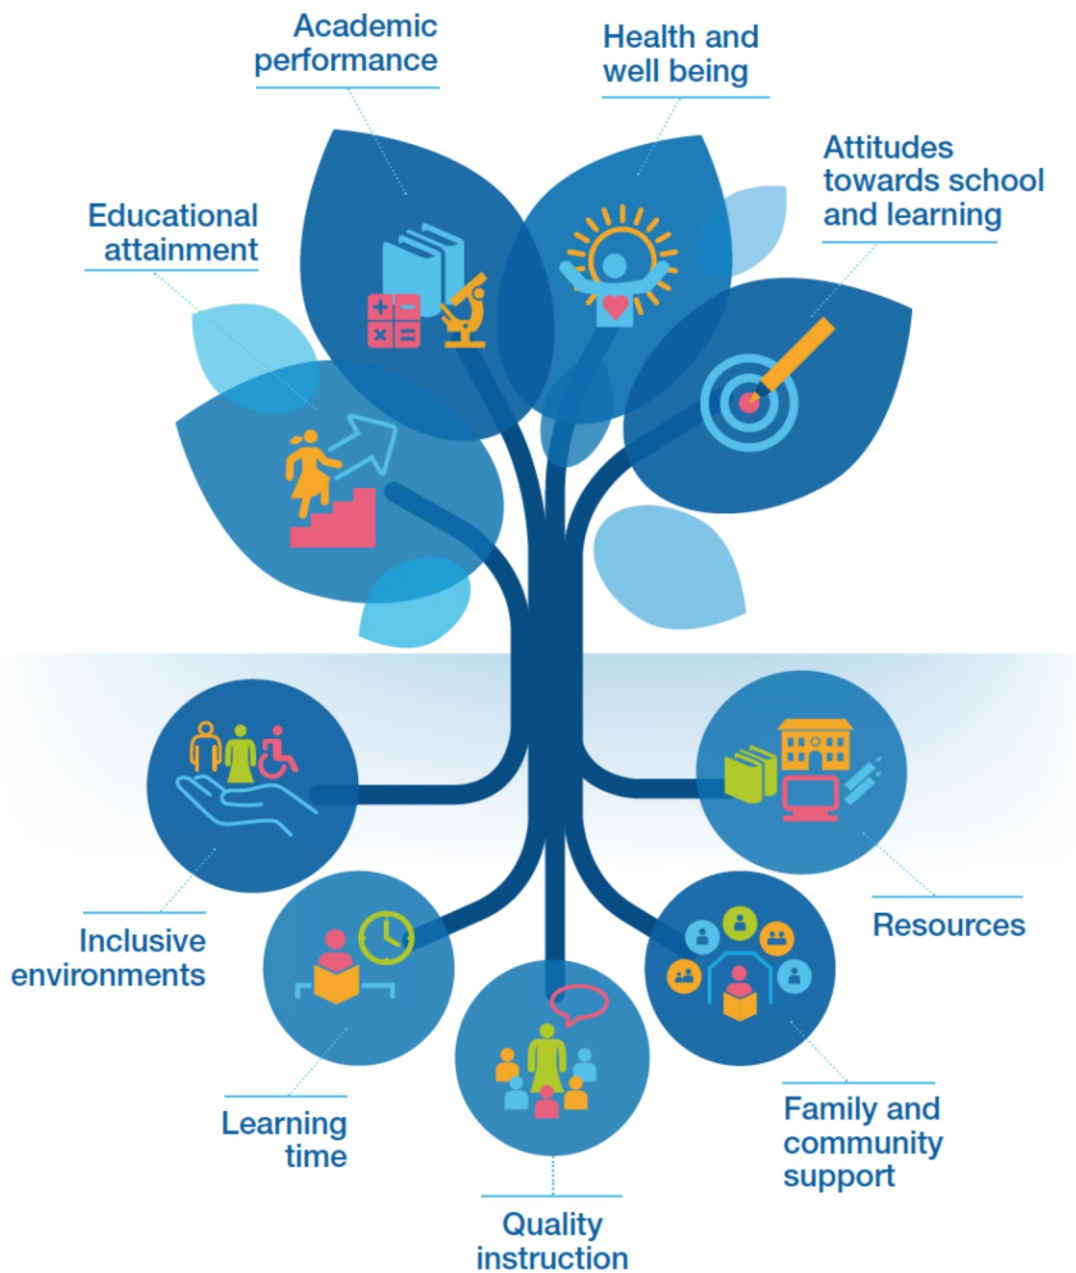 Academic
performance
Health and
well being
Attitudes
towards school
and learning
Educational
attainment
Inclusive
environments
Resources
Learning
time
Family and
community
support
Quality
instruction